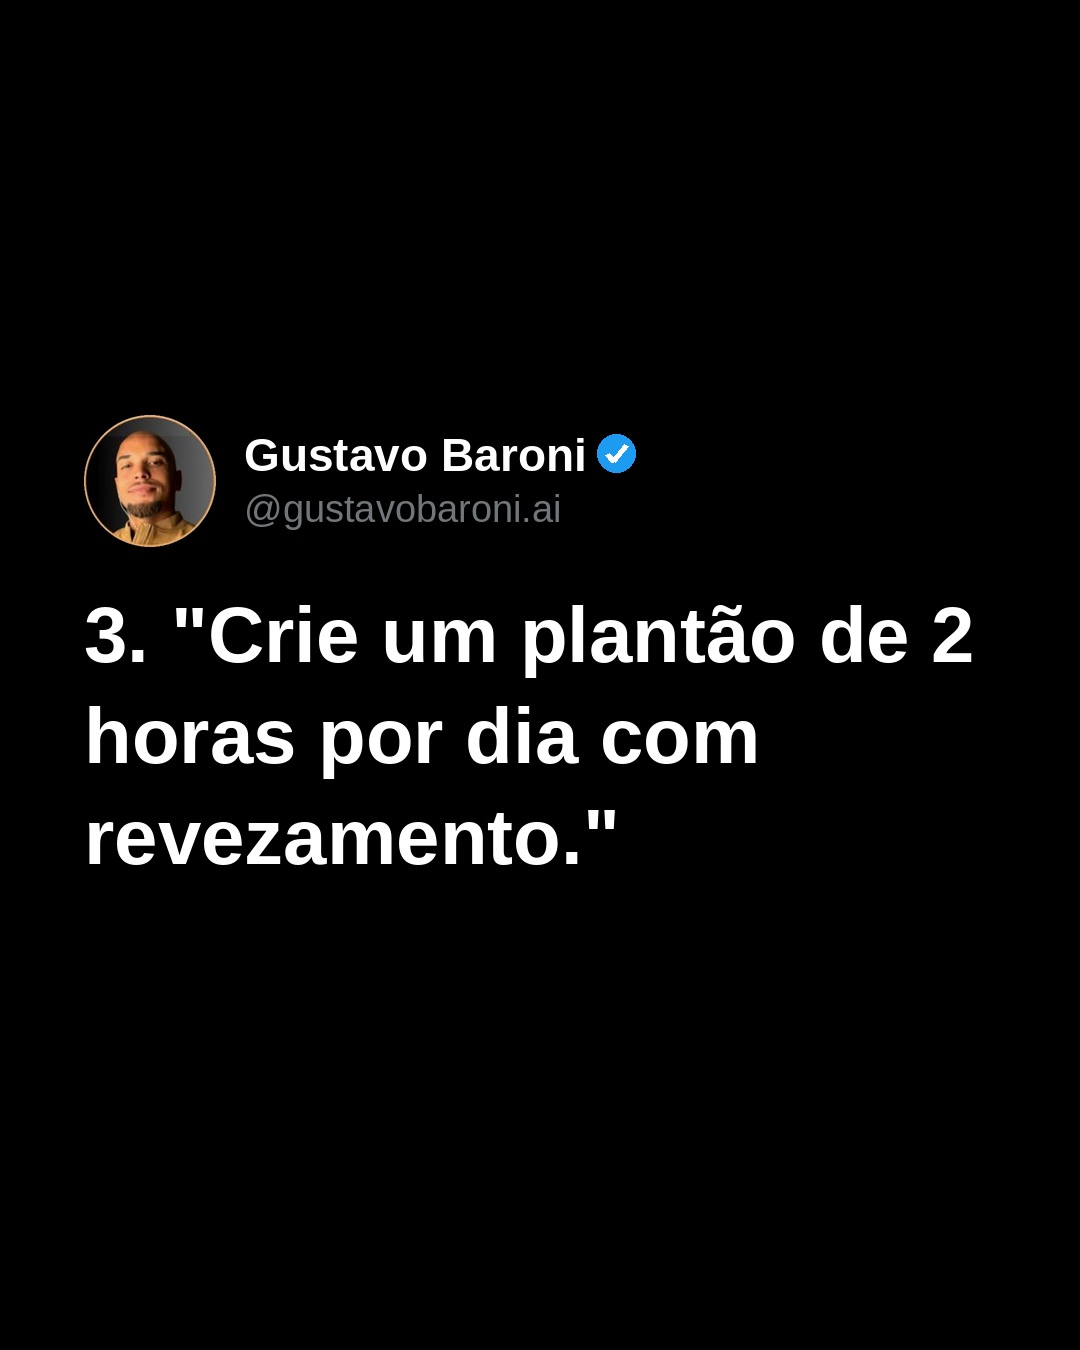 Gustavo Baroni
@gustavobaroni.ai
3. "Crie um plantão de 2
horas por dia com
revezamento."